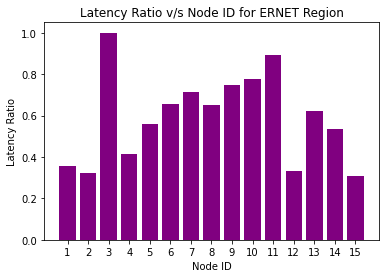 Latency Ratio v/s Node ID for ERNET Region
Latency Ratio
1.0
0.8
0.6
0.4
0.2
0.0
1 2 3 4 5 6 7 8 9 10 11 12 13 14 15
Node ID